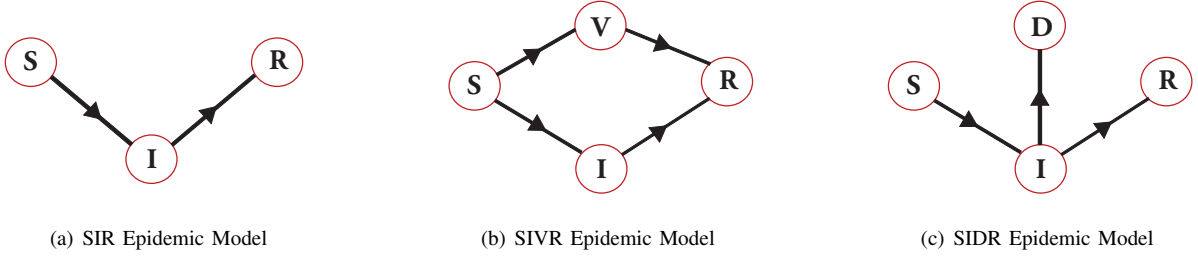 S
R
I
(a) SIR Epidemic Model
V
S
R
I
(b) SIVR Epidemic Model
D
S
R
I
(c) SIDR Epidemic Model